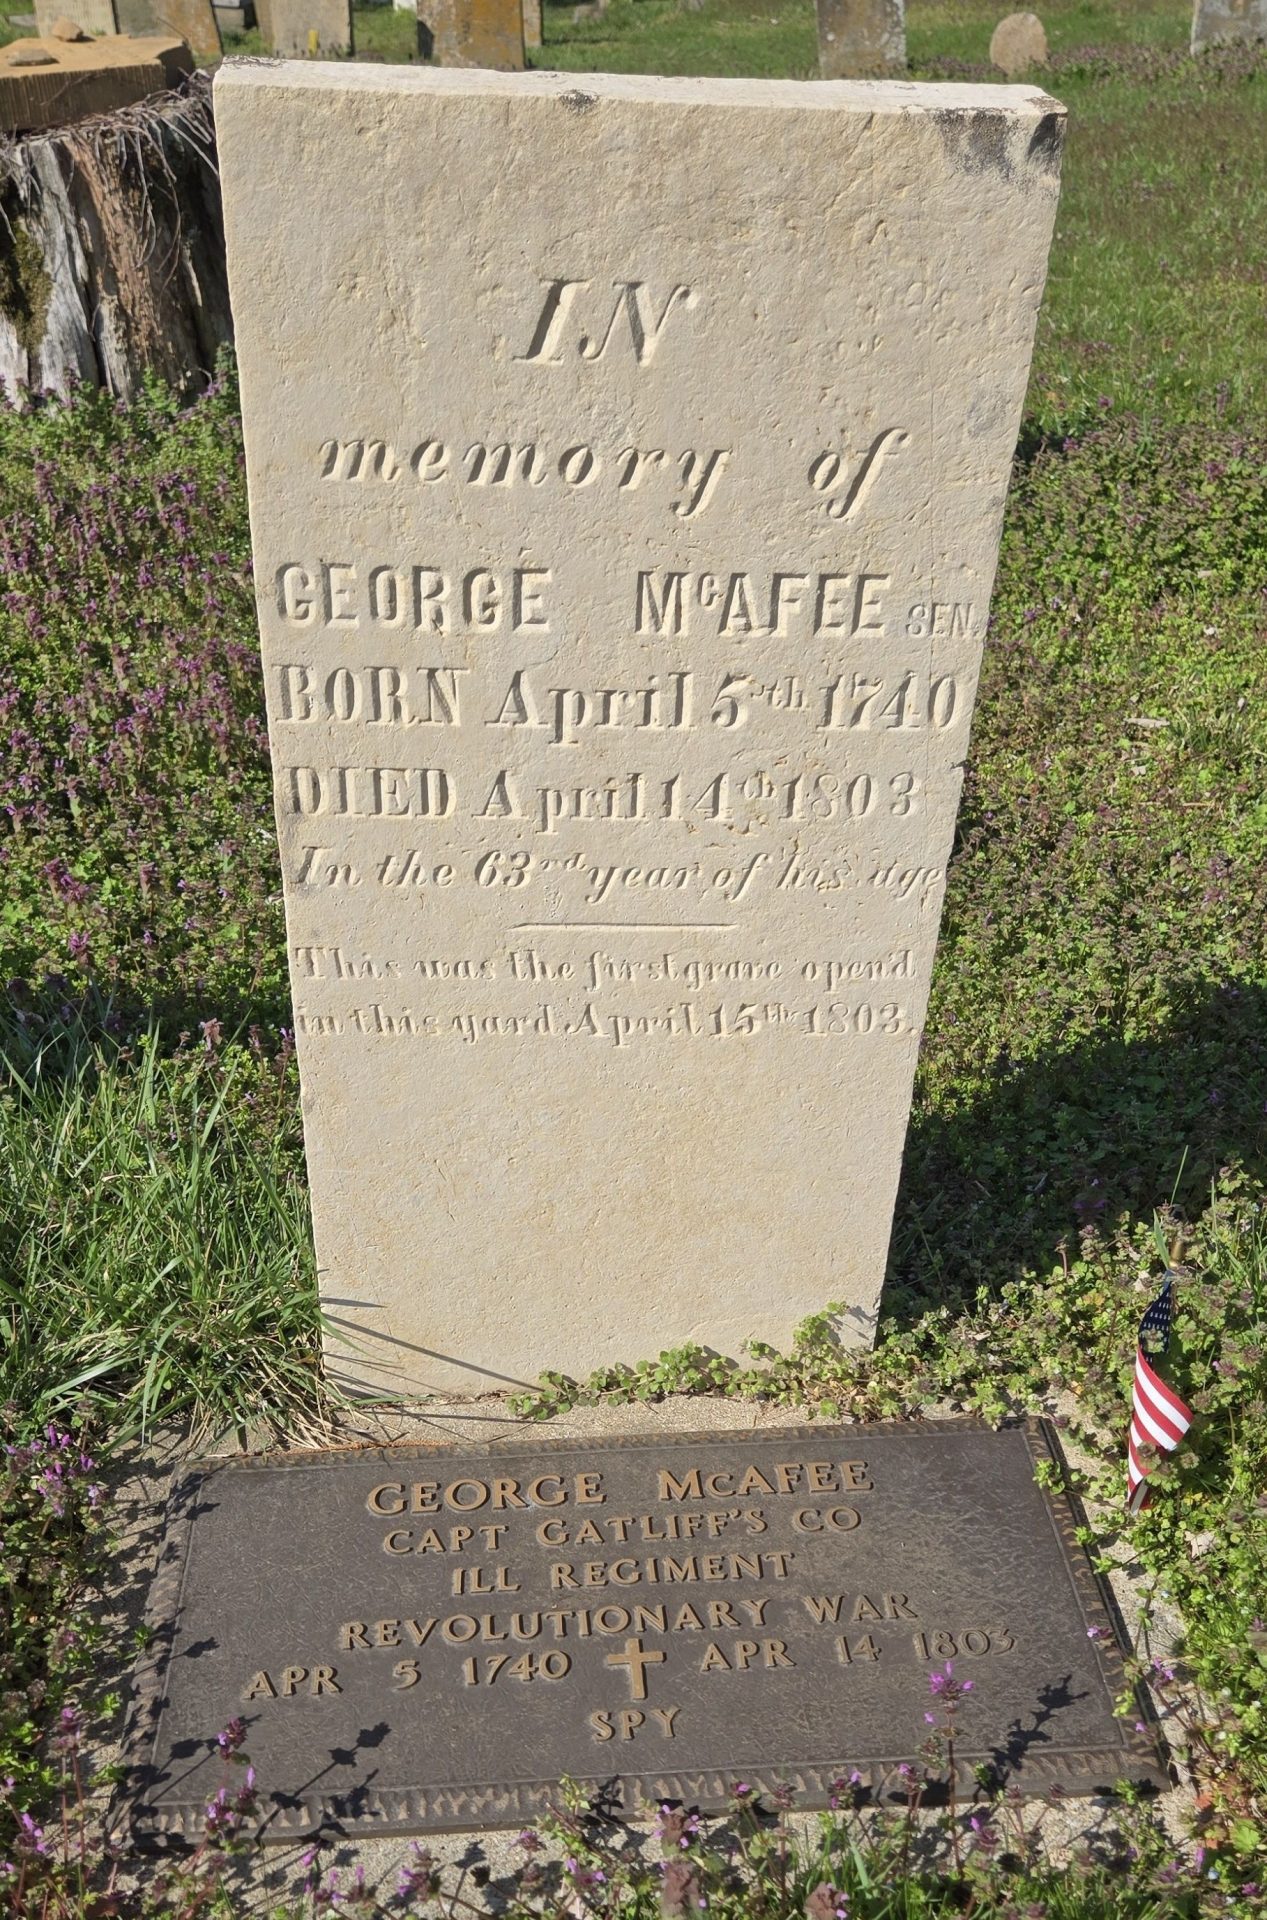 IN
memory of
GEORGE McAFEE SEN.
BORN April 5th 1740
DIED April 14th 1803
In the 63rd year of his age
This was the first grave open'd
in this yard April 15th 1803.
GEORGE McAFEE
CAPT GATLIFF'S CO
ILL REGIMENT
REVOLUTIONARY WAR
APR 5 1740 ✝ APR 14 1803
SPY